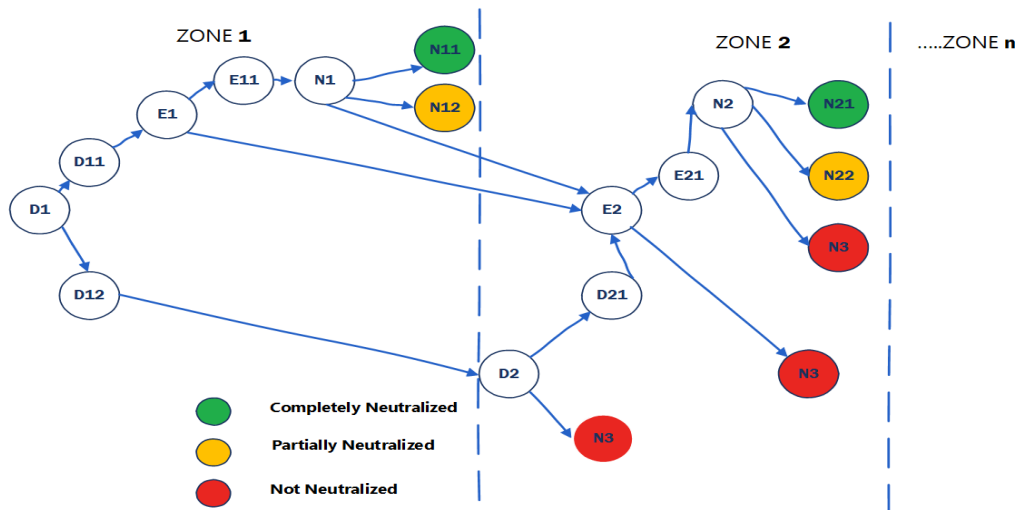 ZONE 1
ZONE 2
.....ZONE n
N11
E11
N1
N12
E1
D11
D1
D12
N2
N21
E21
N22
E2
N3
D21
D2
N3
N3
Completely Neutralized
Partially Neutralized
Not Neutralized